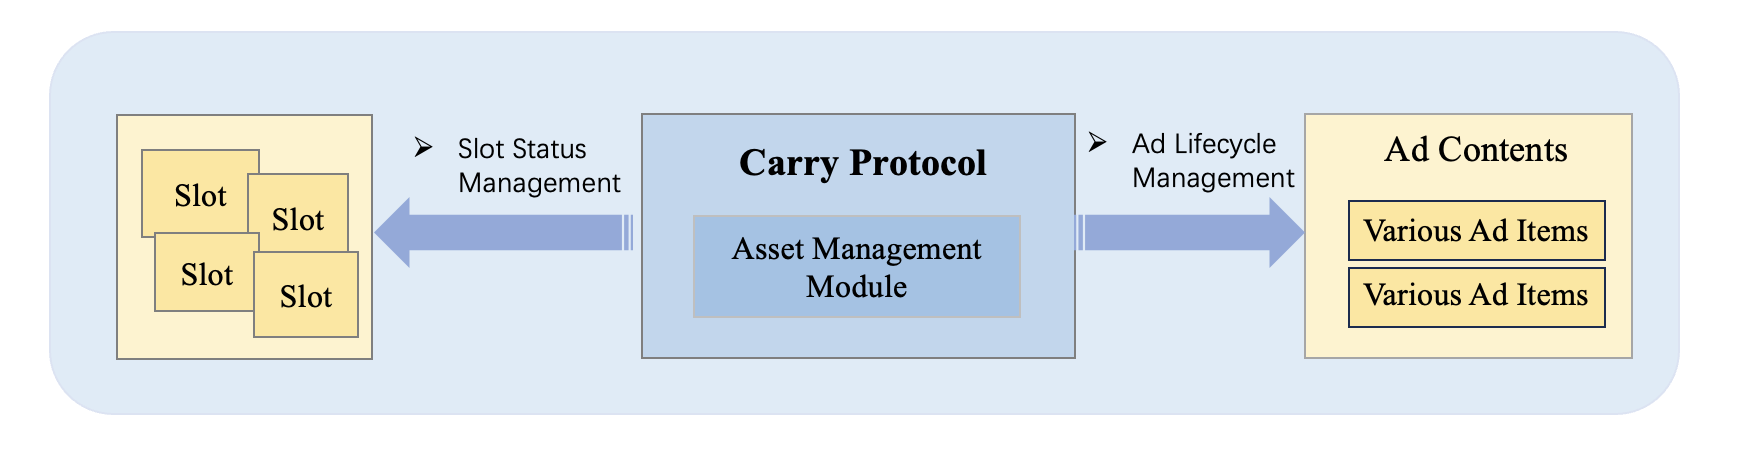 Slot
Slot
Slot
Slot
Slot Status
Management
Carry Protocol
Asset Management
Module
Ad Lifecycle
Management
Ad Contents
Various Ad Items
Various Ad Items